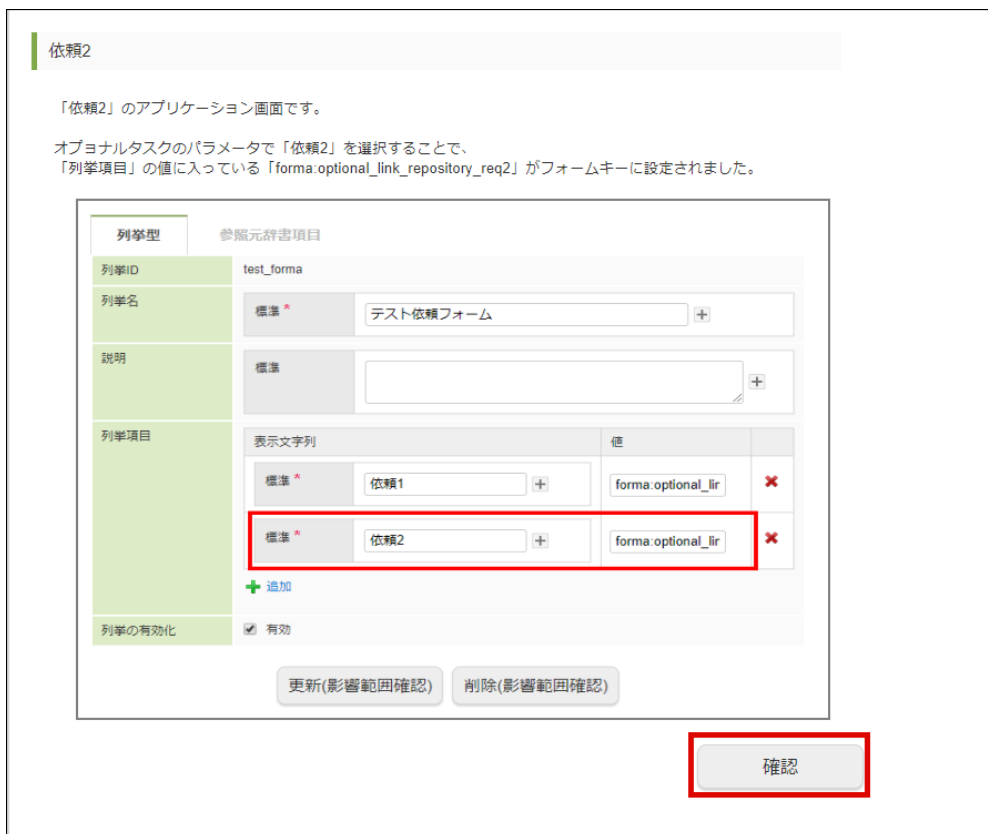 依頼2
「依頼2」のアプリケーション画面です。
オプョナルタスクのパラメータで「依頼2」を選択することで、
「列挙項目」の値に入っている「forma:optional_link_repository_req2」がフォームキーに設定されました。
列挙型 参照元辞書項目
列挙ID test_forma
列挙名 標準 * テスト依頼フォーム
説明 標準
列挙項目 表示文字列 値
標準 * 依頼1 forma:optional_lir
標準 * 依頼2 forma:optional_lir
追加
列挙の有効化 有効
更新(影響範囲確認) 削除(影響範囲確認)
確認